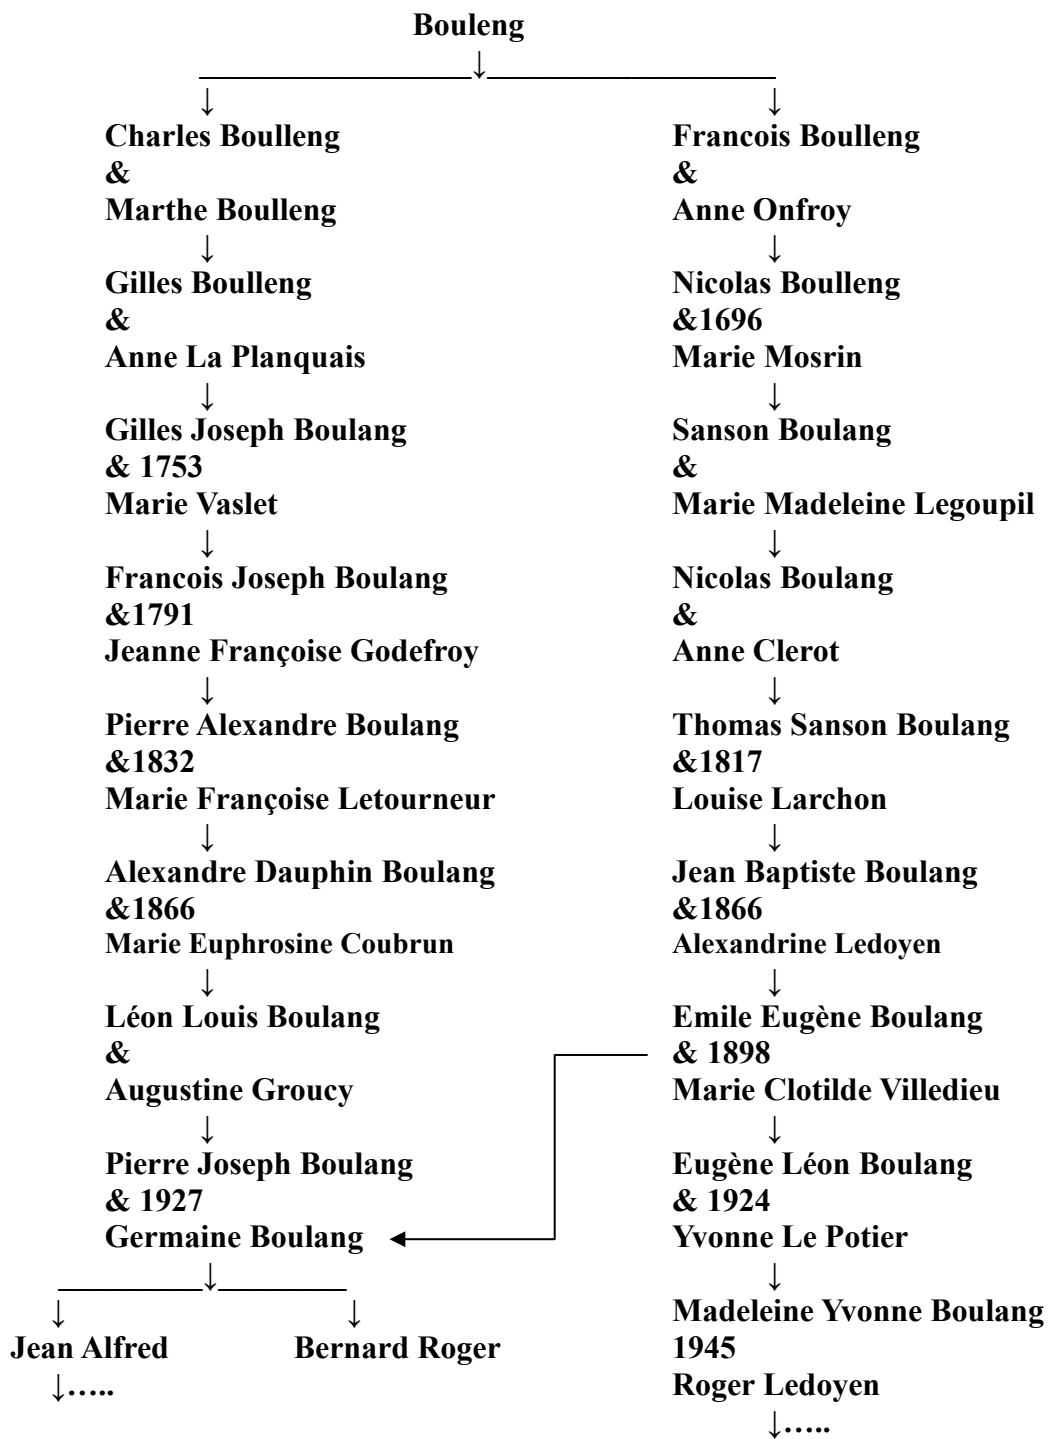 Bouleng
Charles Boulleng
&
Marthe Boulleng
Gilles Boulleng
&
Anne La Planquais
Gilles Joseph Boulang
& 1753
Marie Vaslet
Francois Joseph Boulang
&1791
Jeanne Françoise Godefroy
Pierre Alexandre Boulang
&1832
Marie Françoise Letourneur
Alexandre Dauphin Boulang
&1866
Marie Euphrosine Coubrun
Léon Louis Boulang
&
Augustine Groucy
Pierre Joseph Boulang
& 1927
Germaine Boulang
Jean Alfred
…..
Bernard Roger
Francois Boulleng
&
Anne Onfroy
Nicolas Boulleng
&1696
Marie Mosrin
Sanson Boulang
&
Marie Madeleine Legoupil
Nicolas Boulang
&
Anne Clerot
Thomas Sanson Boulang
&1817
Louise Larchon
Jean Baptiste Boulang
&1866
Alexandrine Ledoyen
Emile Eugène Boulang
& 1898
Marie Clotilde Villedieu
Eugène Léon Boulang
& 1924
Yvonne Le Potier
Madeleine Yvonne Boulang
1945
Roger Ledoyen
…..